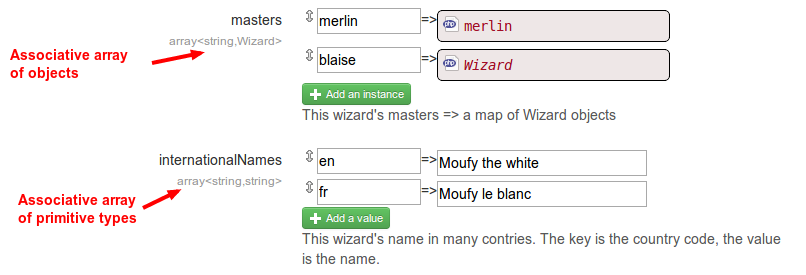 masters
array<string,Wizard>
merlin => php merlin
blaise => php Wizard
Associative array
of objects
Add an instance
This wizard's masters => a map of Wizard objects
internationalNames
array<string,string>
en => Moufy the white
fr => Moufy le blanc
Associative array
of primitive types
Add a value
This wizard's name in many contries. The key is the country code, the value
is the name.